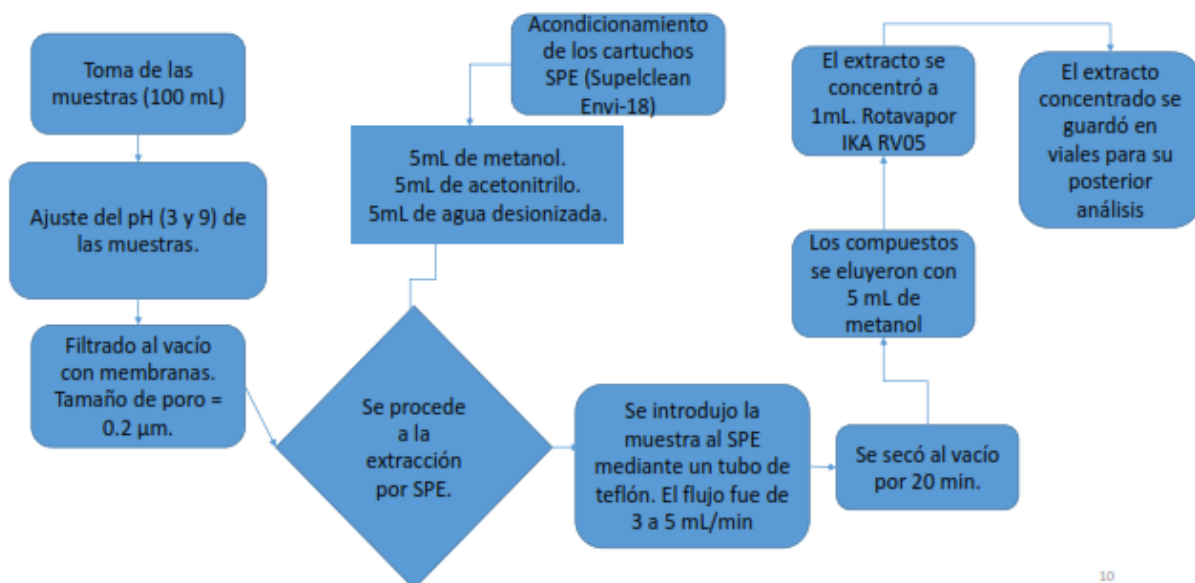 Toma de las
muestras (100 mL)
Ajuste del pH (3 y 9) de
las muestras.
Filtrado al vacío
con membranas.
Tamaño de poro =
0.2 µm.
Acondicionamiento
de los cartuchos
SPE (Supelclean
Envi-18)
5mL de metanol.
5mL de acetonitrilo.
5mL de agua desionizada.
Se procede
a la
extracción
por SPE.
Se introdujo la
muestra al SPE
mediante un tubo de
teflón. El flujo fue de
3 a 5 mL/min
Se secó al vacío
por 20 min.
Los compuestos
se eluyeron con
5 mL de
metanol
El extracto se
concentró a
1mL. Rotavapor
IKA RV05
El extracto
concentrado se
guardó en
viales para su
posterior
análisis
10